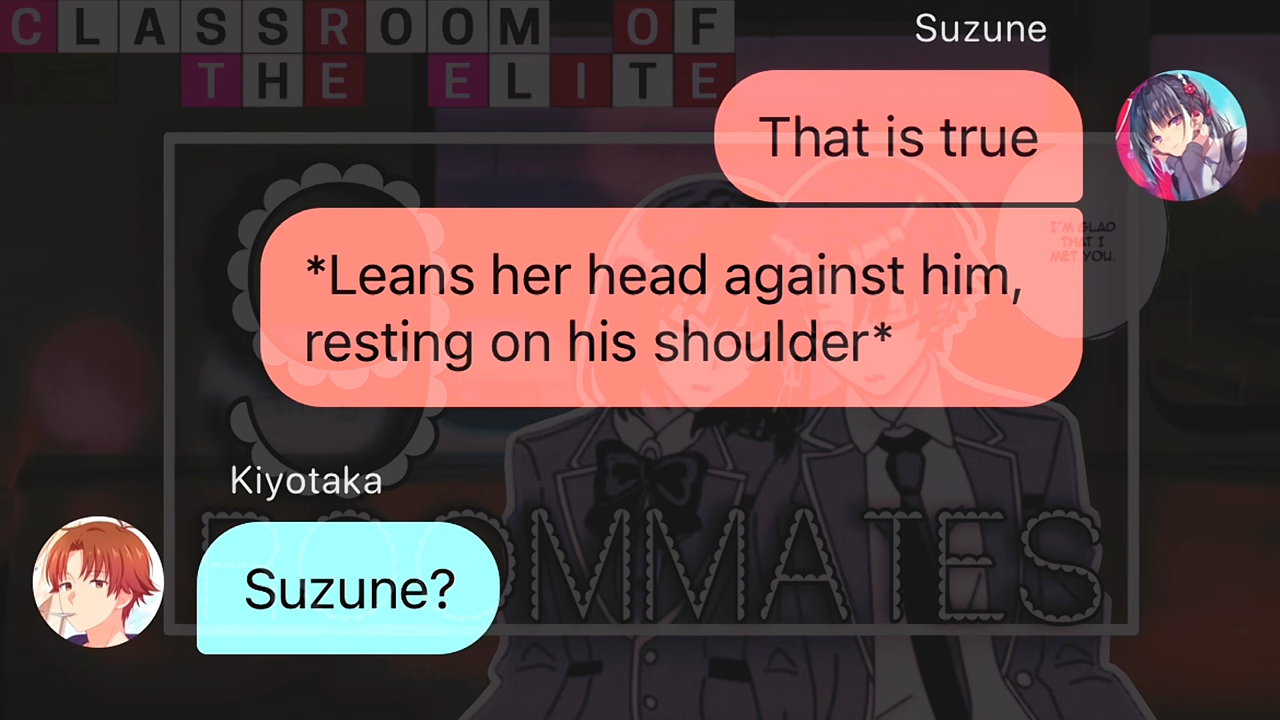 CLASSROOM OF
THE ELITE
Suzune
That is true
I'M GLAD
THAT I
MET YOU.
*Leans her head against him,
resting on his shoulder*
Kiyotaka
ROOMMATES
Suzune?